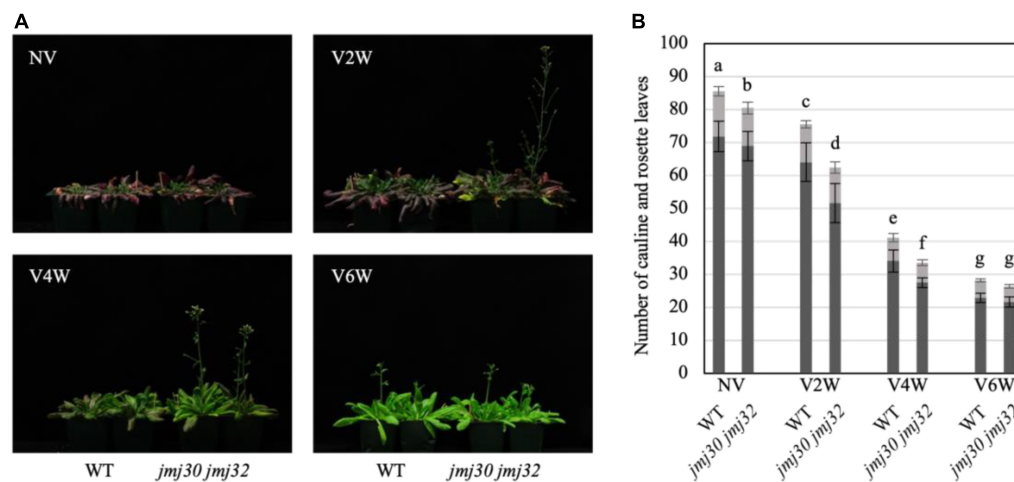 A
NV
V2W
V4W
V6W
WT jmj30 jmj32
WT jmj30 jmj32
B
Number of cauline and rosette leaves
100
90
80
70
60
50
40
30
20
10
0
a
b
c
d
e
f
g
g
NV V2W V4W V6W
WT jmj30 jmj32 WT jmj30 jmj32 WT jmj30 jmj32 WT jmj30 jmj32